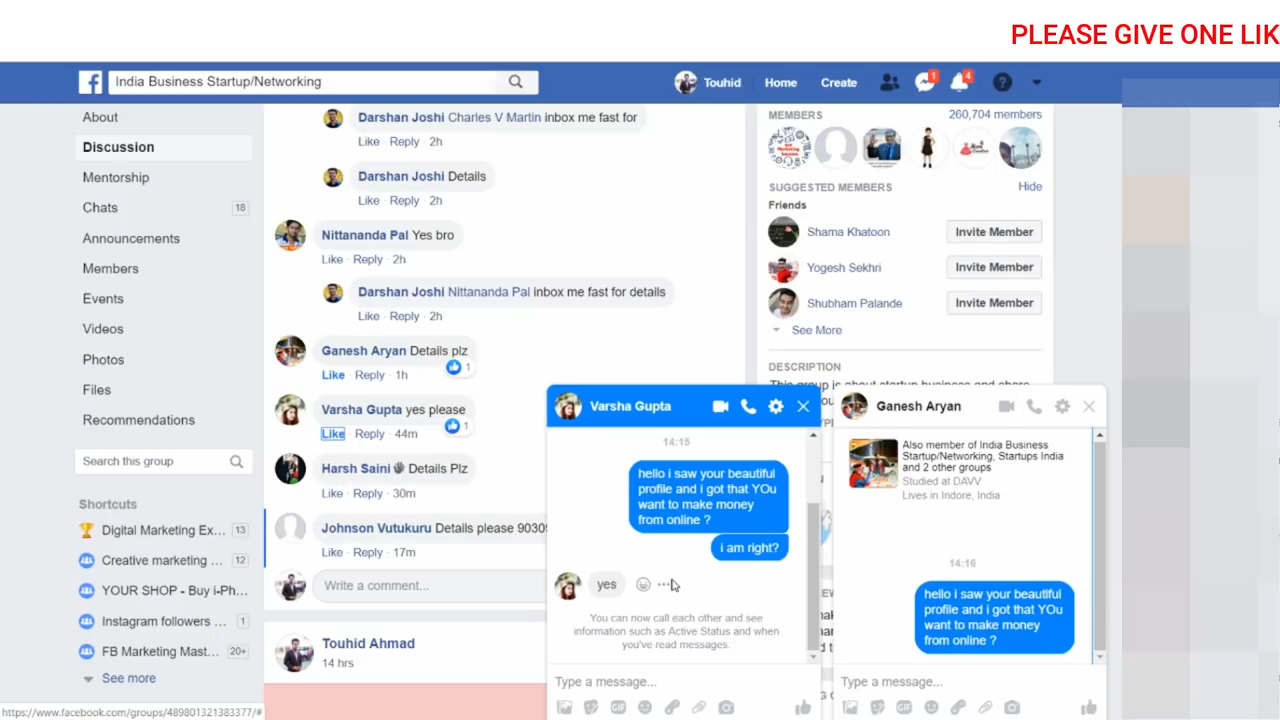 PLEASE GIVE ONE LIK
India Business Startup/Networking
Touhid
Home
Create
1
4
About
Discussion
Mentorship
Chats
18
Announcements
Members
Events
Videos
Photos
Files
Recommendations
Search this group
Shortcuts
Digital Marketing Ex...
13
Creative marketing ...
12
YOUR SHOP - Buy i-Ph...
Instagram followers ...
1
FB Marketing Mast...
20+
See more
https://www.facebook.com/groups/489801321383377/#
Darshan Joshi Charles V Martin inbox me fast for
Like · Reply · 2h
Darshan Joshi Details
Like · Reply · 2h
Nittananda Pal Yes bro
Like · Reply · 2h
Darshan Joshi Nittananda Pal inbox me fast for details
Like · Reply · 2h
Ganesh Aryan Details plz
1
Like · Reply · 1h
Varsha Gupta yes please
1
Like · Reply · 44m
Harsh Saini Details Plz
Like · Reply · 30m
Johnson Vutukuru Details please 9030
Like · Reply · 17m
Write a comment...
Touhid Ahmad
14 hrs
MEMBERS
260,704 members
SUGGESTED MEMBERS
Hide
Friends
Shama Khatoon
Invite Member
Yogesh Sekhri
Invite Member
Shubham Palande
Invite Member
See More
DESCRIPTION
This group is about startup business and share
Varsha Gupta
14:15
hello i saw your beautiful
profile and i got that YOu
want to make money
from online ?
i am right?
yes
You can now call each other and see
information such as Active Status and when
you've read messages.
Type a message...
GIF
Ganesh Aryan
Also member of India Business
Startup/Networking, Startups India
and 2 other groups
Studied at DAVV
Lives in Indore, India
14:16
hello i saw your beautiful
profile and i got that YOu
want to make money
from online ?
Type a message...
GIF